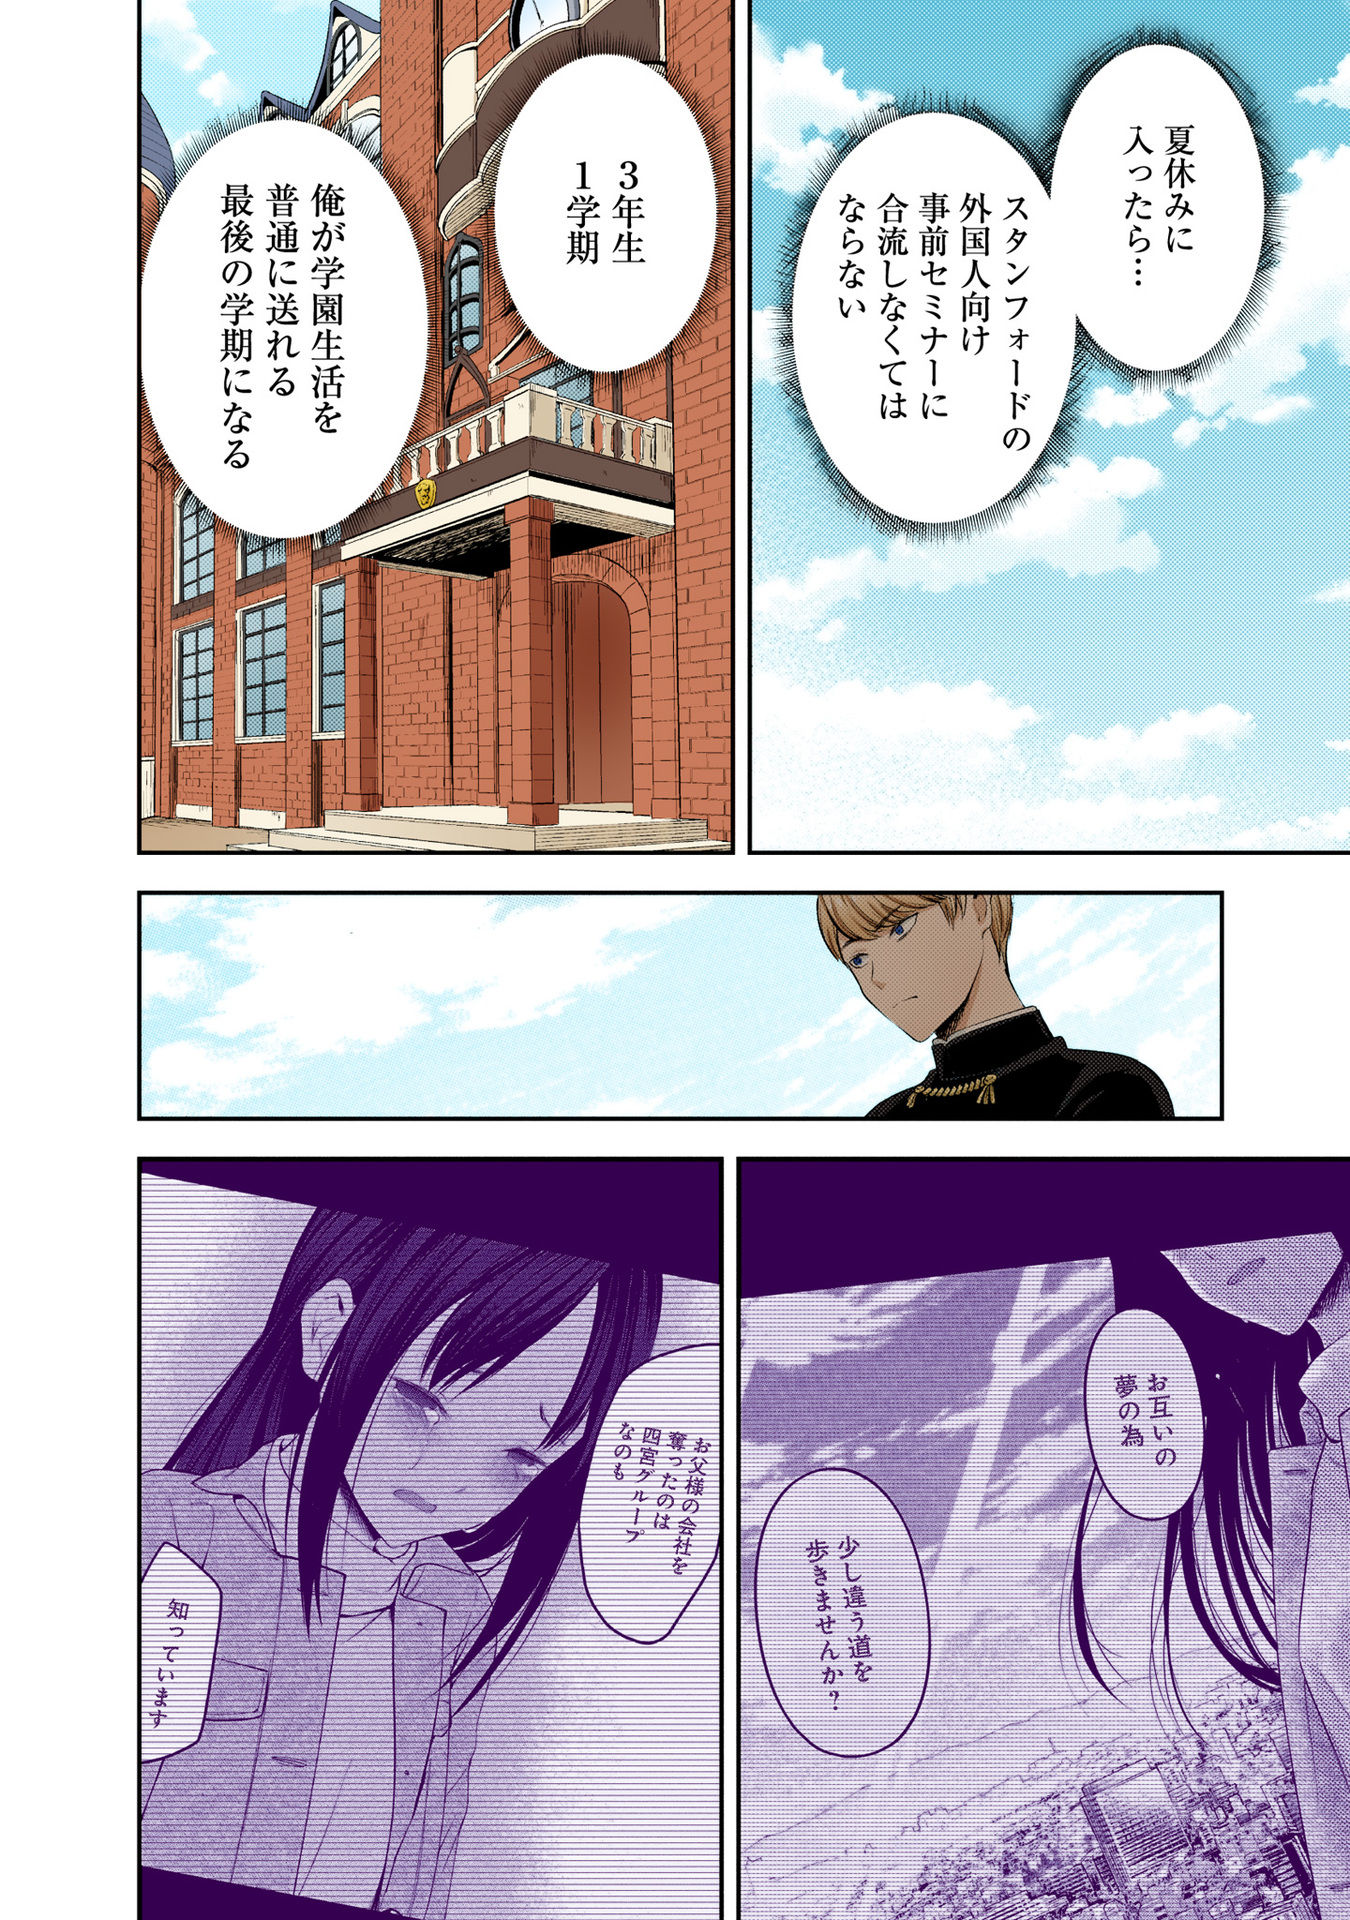 夏休みに
入ったら…
スタンフォードの
外国人向け
事前セミナーに
合流しなくては
ならない
3年生
1学期
俺が学園生活を
普通に送れる
最後の学期になる
お互いの
夢の為
少し違う道を
歩きませんか?
お父様の会社を
奪ったのは
四宮グループ
なのも
知っています